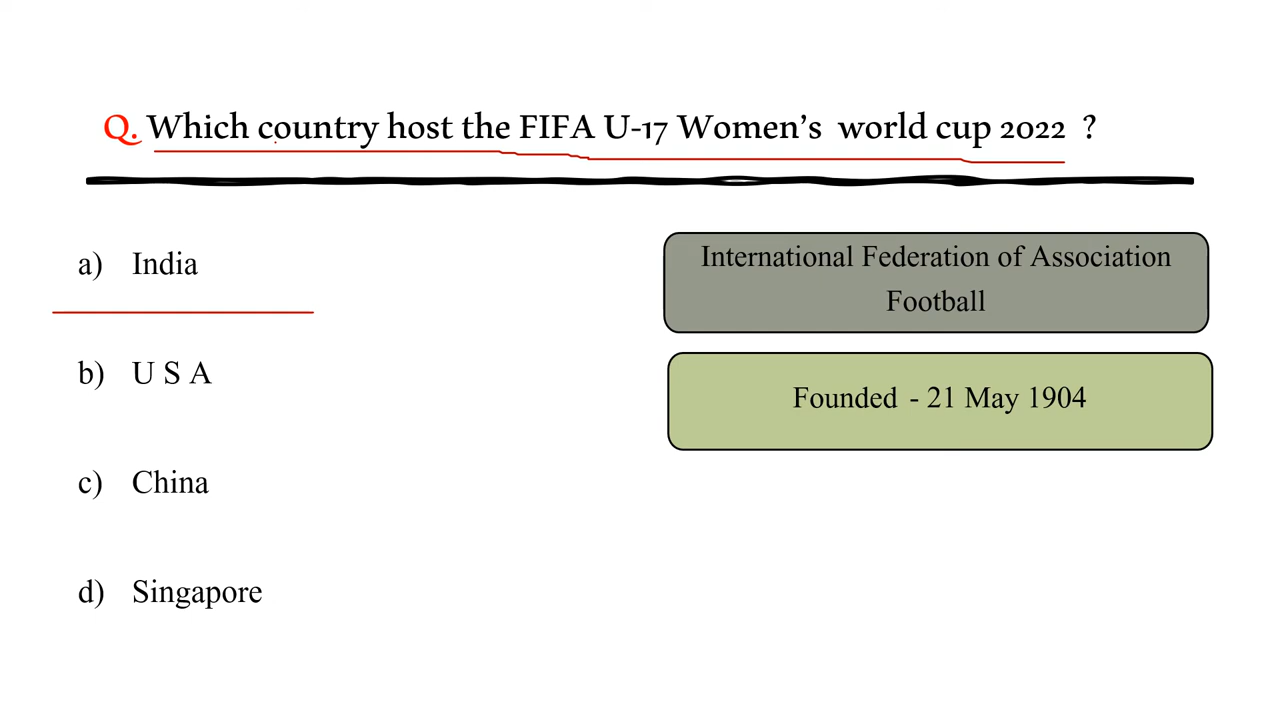 Q. Which country host the FIFA U-17 Women's world cup 2022 ?
a) India
b) U S A
c) China
d) Singapore
International Federation of Association
Football
Founded - 21 May 1904